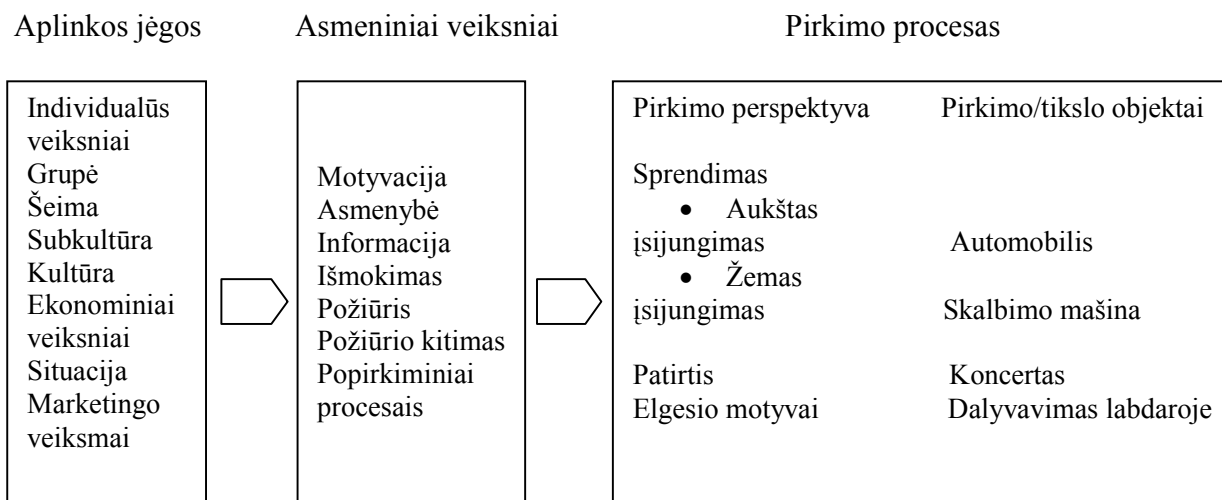 Aplinkos jėgos
Asmeniniai veiksniai
Pirkimo procesas
Individualūs
veiksniai
Grupė
Šeima
Subkultūra
Kultūra
Ekonominiai
veiksniai
Situacija
Marketingo
veiksmai
Motyvacija
Asmenybė
Informacija
Išmokimas
Požiūris
Požiūrio kitimas
Popirkiminiai
procesais
Pirkimo perspektyva
Pirkimo/tikslo objektai
Sprendimas
• Aukštas
įsijungimas
Automobilis
• Žemas
įsijungimas
Skalbimo mašina
Patirtis
Koncertas
Elgesio motyvai
Dalyvavimas labdaroje